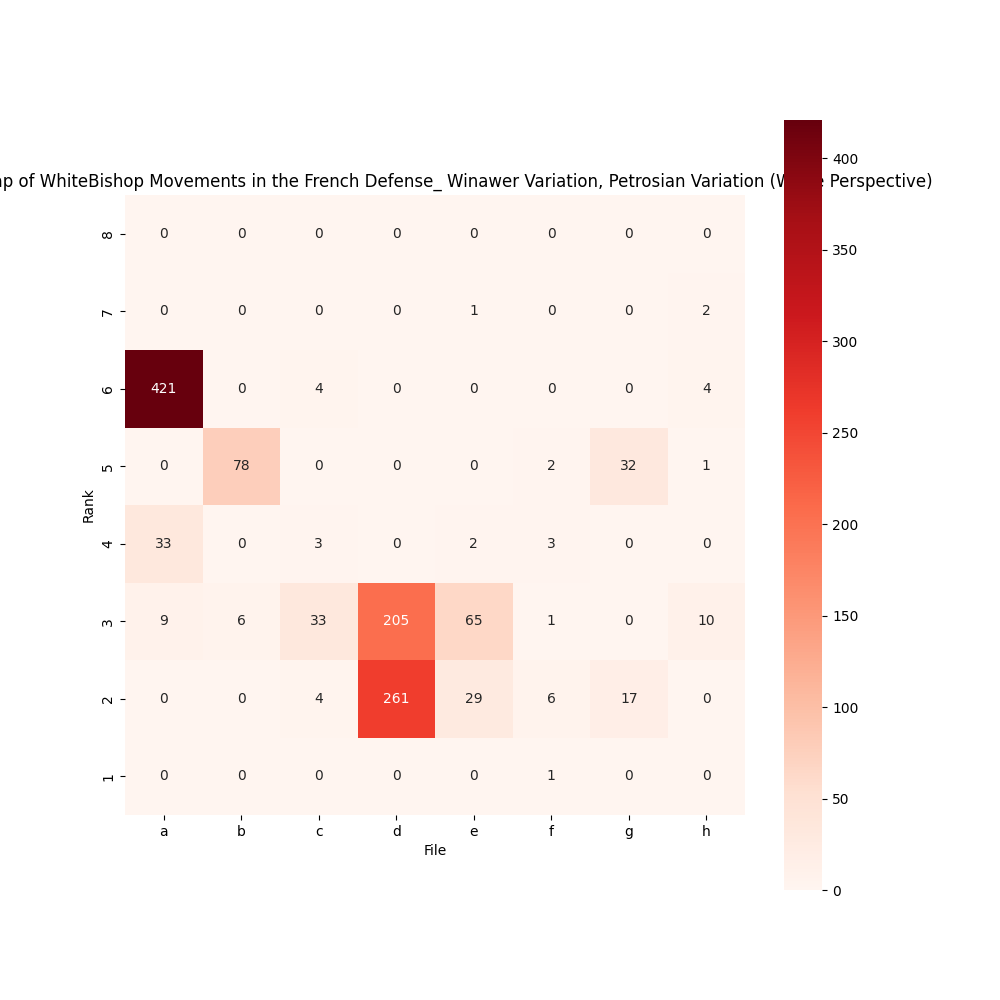 p of WhiteBishop Movements in the French Defense_ Winawer Variation, Petrosian Variation (W e Perspective)
8 0 0 0 0 0 0 0 0
7 0 0 0 0 1 0 0 2
6 421 0 4 0 0 0 0 4
5 0 78 0 0 0 2 32 1
4 33 0 3 0 2 3 0 0
3 9 6 33 205 65 1 0 10
2 0 0 4 261 29 6 17 0
1 0 0 0 0 0 1 0 0
a b c d e f g h
File
Rank
400
350
300
250
200
150
100
50
0